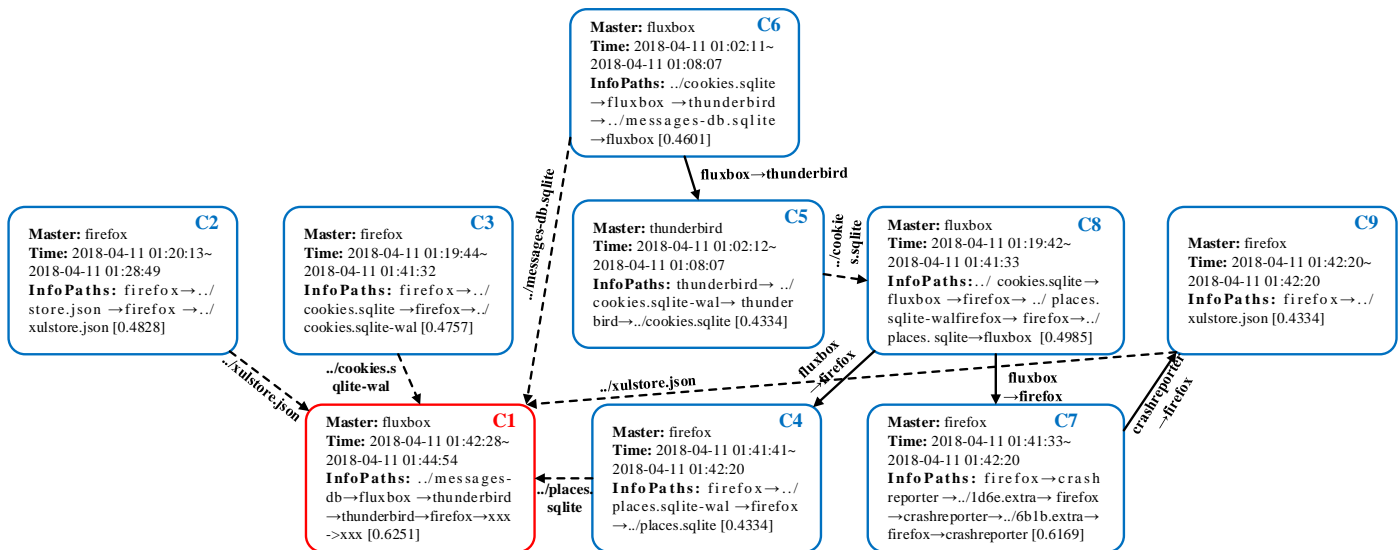 C6
Master: fluxbox
Time: 2018-04-11 01:02:11~
2018-04-11 01:08:07
InfoPaths: ../cookies.sqlite
→fluxbox →thunderbird
→../messages-db.sqlite
→fluxbox [0.4601]
../messages-db.sqlite
fluxbox→thunderbird
C2
Master: firefox
Time: 2018-04-11 01:20:13~
2018-04-11 01:28:49
InfoPaths: firefox→../
store.json →firefox →../
xulstore.json [0.4828]
C3
Master: firefox
Time: 2018-04-11 01:19:44~
2018-04-11 01:41:32
InfoPaths: firefox→../
cookies.sqlite →firefox→../
cookies.sqlite-wal [0.4757]
C5
Master: thunderbird
Time: 2018-04-11 01:02:12~
2018-04-11 01:08:07
InfoPaths: thunderbird→ ../
cookies.sqlite-wal→ thunder
bird→../cookies.sqlite [0.4334]
../cookie
s.sqlite
C8
Master: fluxbox
Time: 2018-04-11 01:19:42~
2018-04-11 01:41:33
InfoPaths:../ cookies.sqlite→
fluxbox →firefox→ ../ places.
sqlite-walfirefox→ firefox→../
places. sqlite→fluxbox [0.4985]
C9
Master: firefox
Time: 2018-04-11 01:42:20~
2018-04-11 01:42:20
InfoPaths: firefox→../
xulstore.json [0.4334]
../xulstore.json
../cookies.s
qlite-wal
../xulstore.json
fluxbox
→firefox
fluxbox
→firefox
crashreporter
→firefox
C1
Master: fluxbox
Time: 2018-04-11 01:42:28~
2018-04-11 01:44:54
InfoPaths: ../messages-
db→fluxbox →thunderbird
→thunderbird→firefox→xxx
->xxx [0.6251]
../places.
sqlite
C4
Master: firefox
Time: 2018-04-11 01:41:41~
2018-04-11 01:42:20
InfoPaths: firefox→../
places.sqlite-wal →firefox
→../places.sqlite [0.4334]
C7
Master: firefox
Time: 2018-04-11 01:41:33~
2018-04-11 01:42:20
InfoPaths: firefox→crash
reporter →../1d6e.extra→ firefox
→crashreporter→../6b1b.extra→
firefox→crashreporter [0.6169]